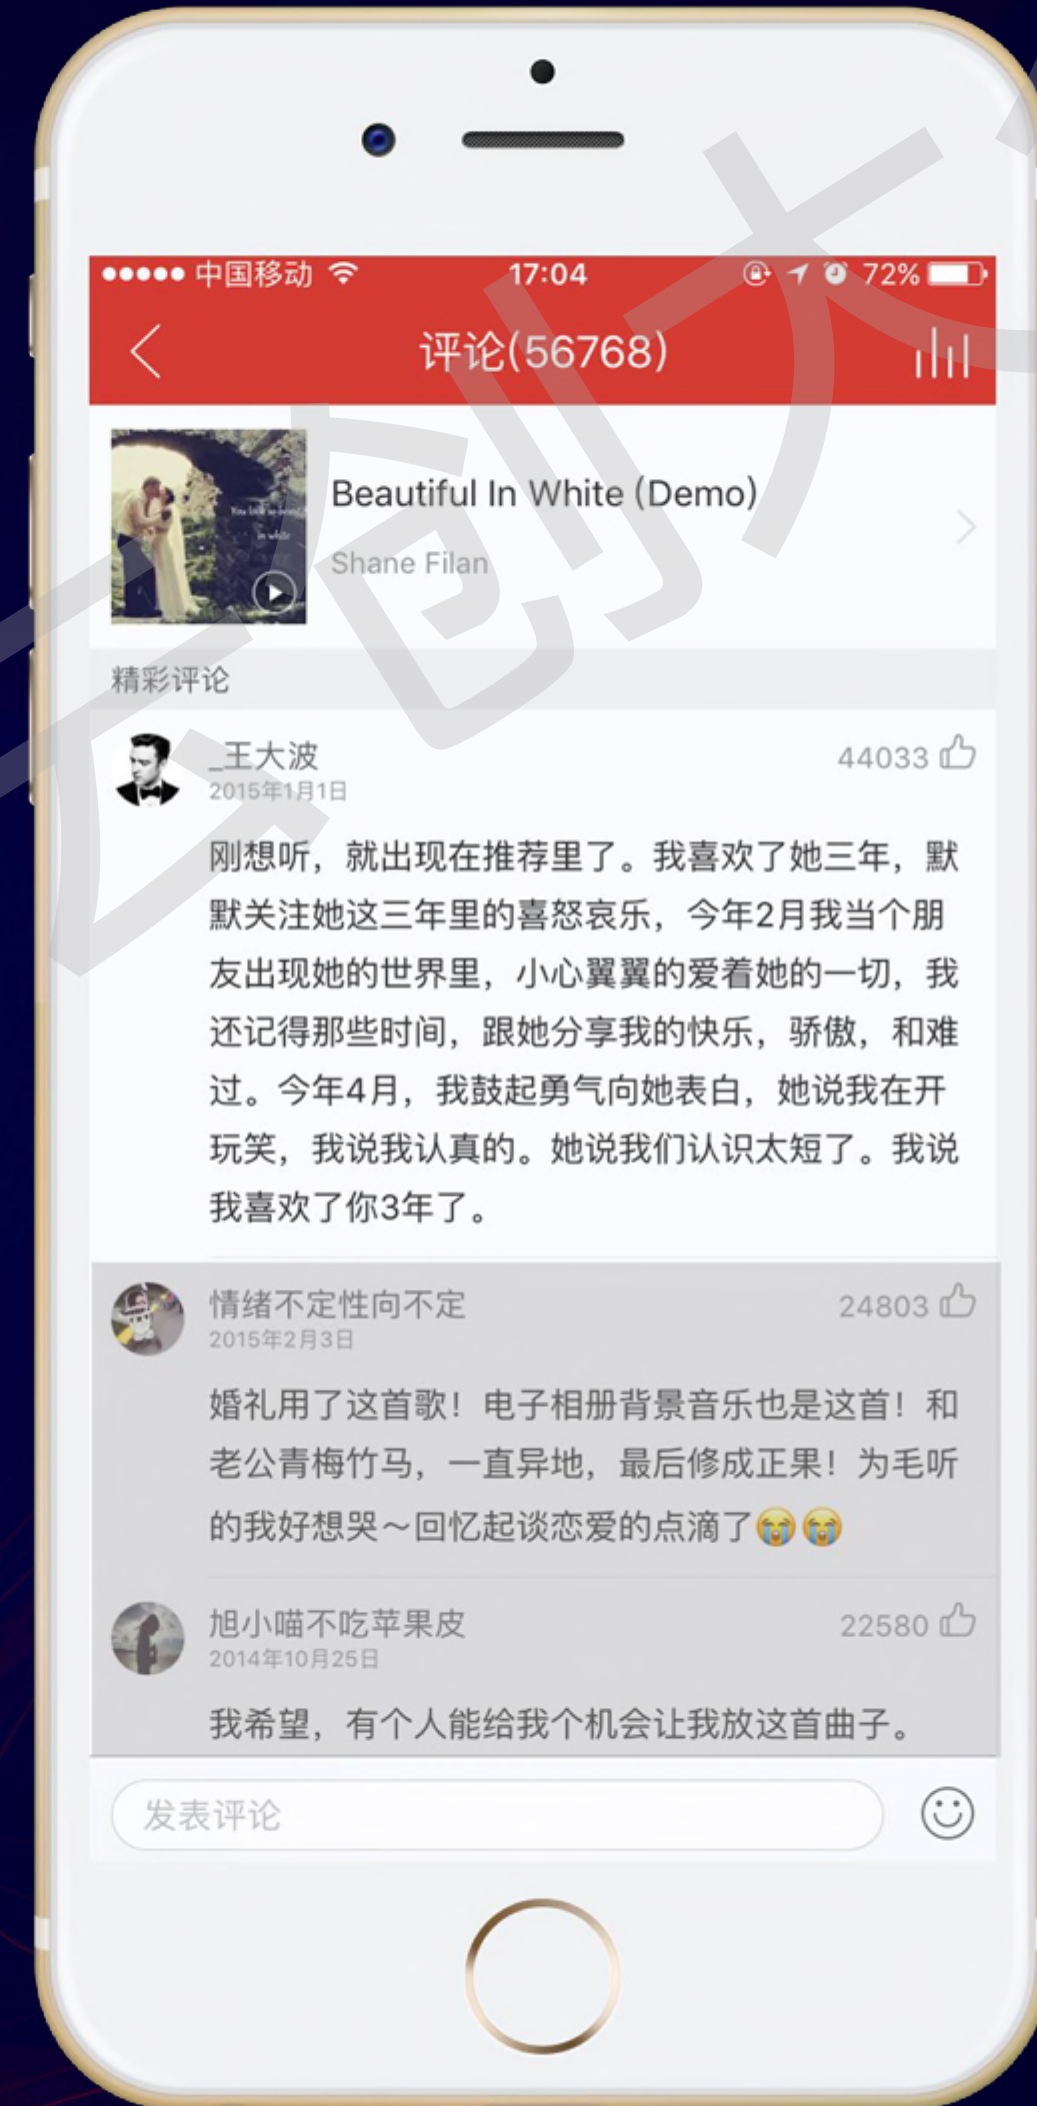 中国移动 17:04 72%
评论(56768)
Beautiful In White (Demo)
Shane Filan
精彩评论
_王大波 44033
2015年1月1日
刚想听，就出现在推荐里了。我喜欢了她三年，默
默关注她这三年里的喜怒哀乐，今年2月我当个朋
友出现她的世界里，小心翼翼的爱着她的一切，我
还记得那些时间，跟她分享我的快乐，骄傲，和难
过。今年4月，我鼓起勇气向她表白，她说我在开
玩笑，我说我认真的。她说我们认识太短了。我说
我喜欢了你3年了。
情绪不定性向不定 24803
2015年2月3日
婚礼用了这首歌！电子相册背景音乐也是这首！和
老公青梅竹马，一直异地，最后修成正果！为毛听
的我好想哭～回忆起谈恋爱的点滴了😭😭
旭小喵不吃苹果皮 22580
2014年10月25日
我希望，有个人能给我个机会让我放这首曲子。
发表评论
云创大